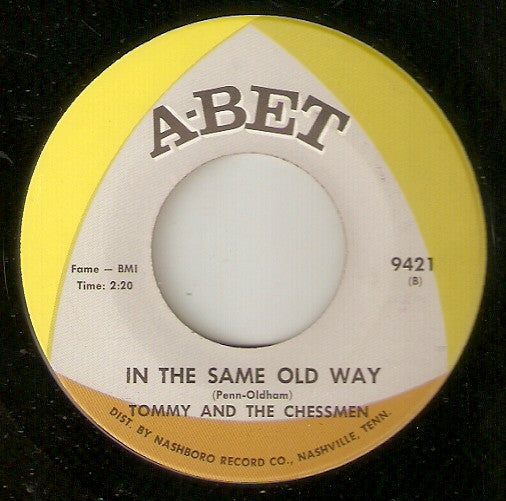 A-BET
Fame – BMI
Time: 2:20
9421
(B)
IN THE SAME OLD WAY
(Penn-Oldham)
TOMMY AND THE CHESSMEN
DIST. BY NASHBORO RECORD CO., NASHVILLE, TENN.